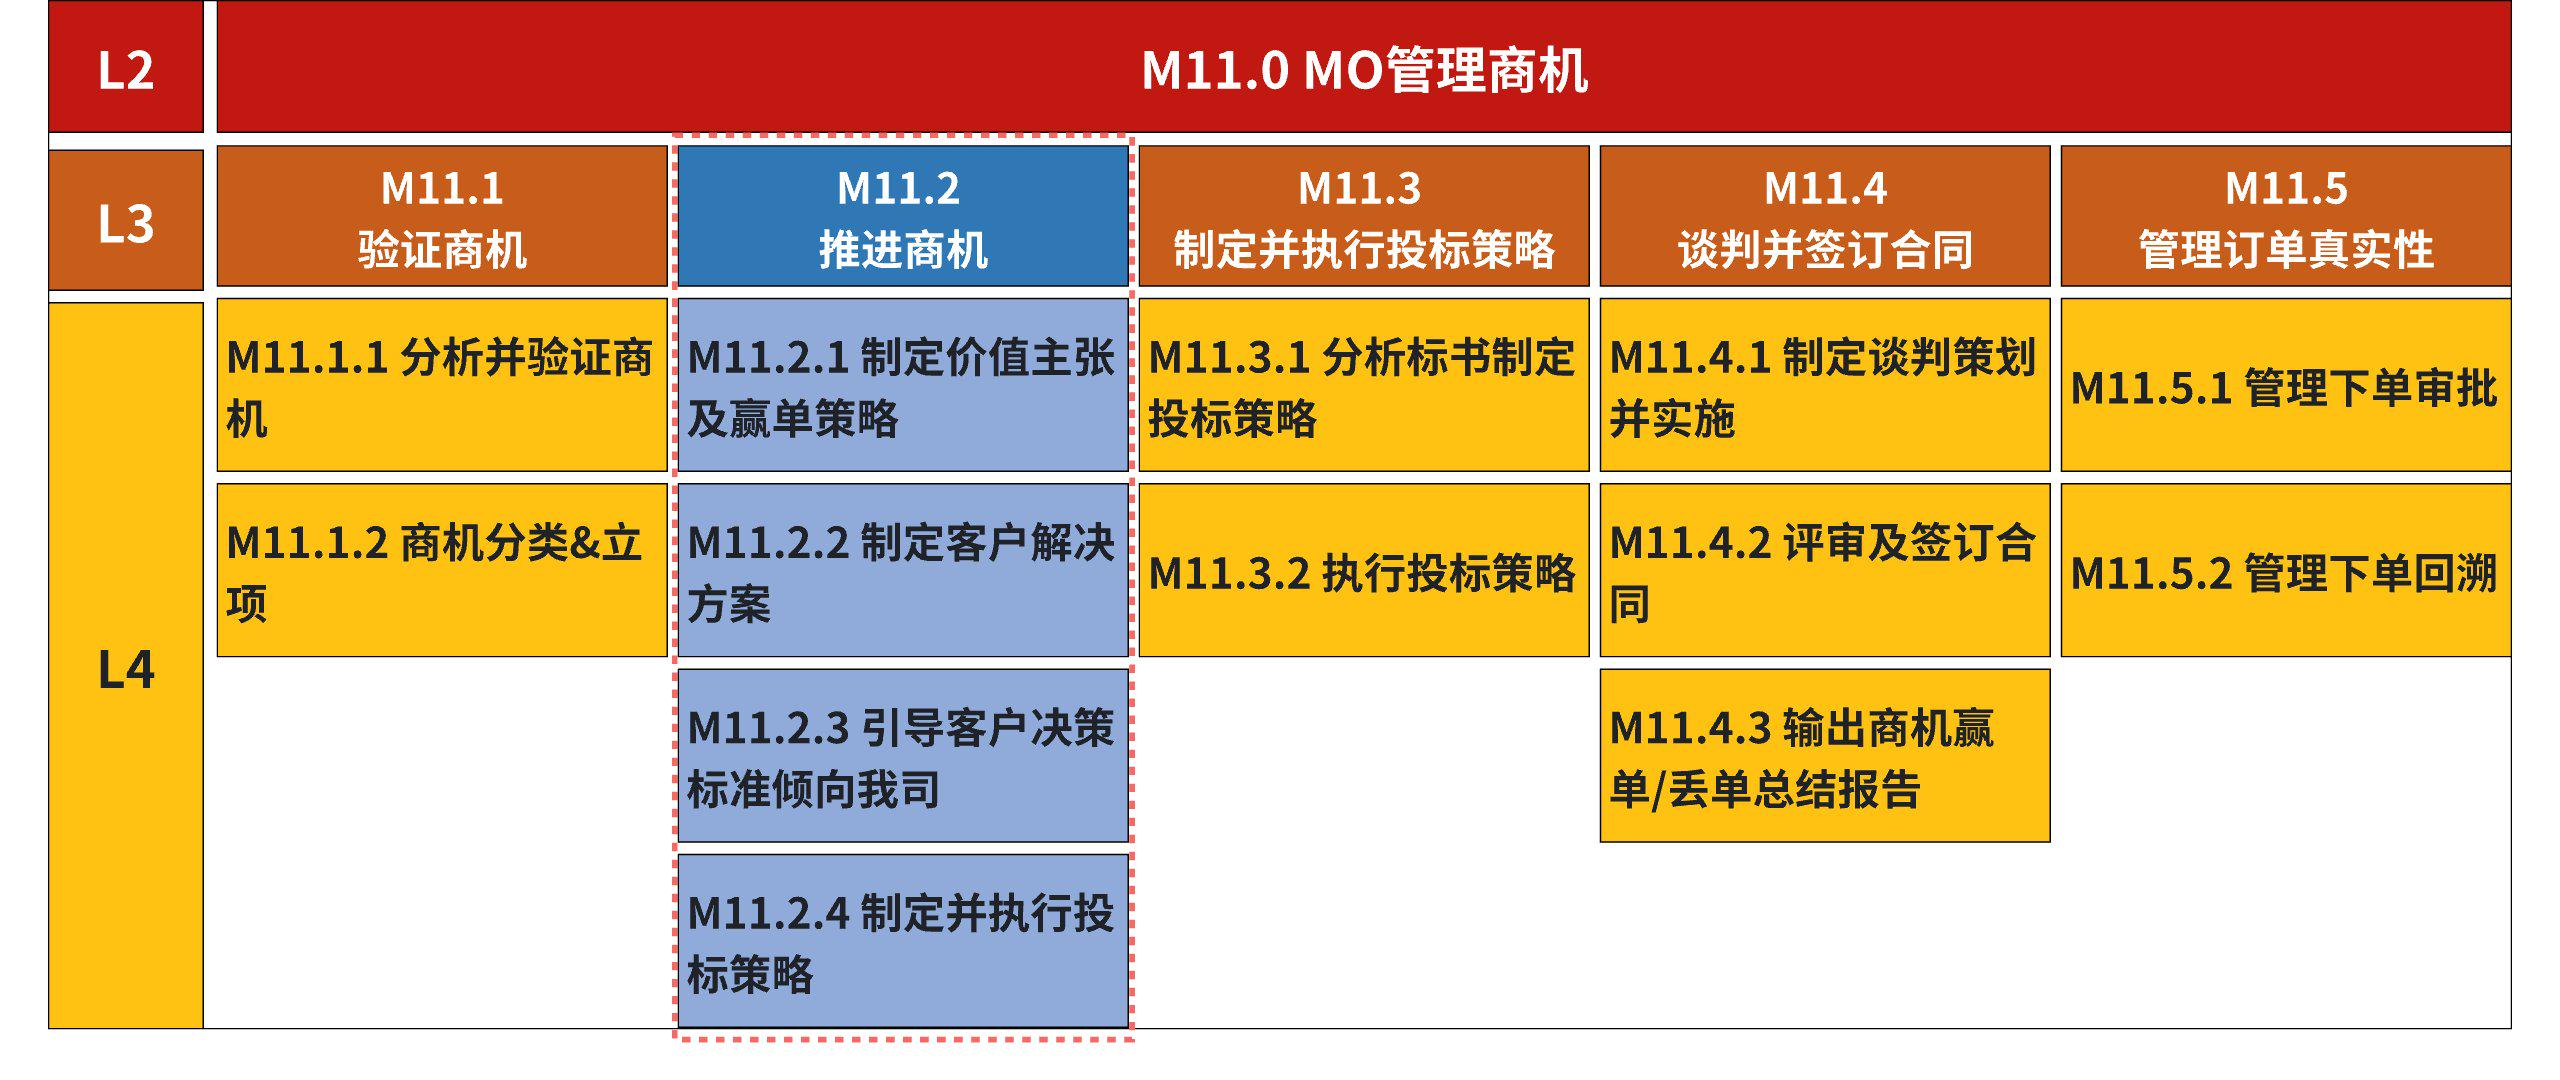 L2
M11.0 MO管理商机
L3
M11.1
验证商机
M11.2
推进商机
M11.3
制定并执行投标策略
M11.4
谈判并签订合同
M11.5
管理订单真实性
L4
M11.1.1 分析并验证商
机
M11.2.1 制定价值主张
及赢单策略
M11.3.1 分析标书制定
投标策略
M11.4.1 制定谈判策划
并实施
M11.5.1 管理下单审批
M11.1.2 商机分类&立
项
M11.2.2 制定客户解决
方案
M11.3.2 执行投标策略
M11.4.2 评审及签订合
同
M11.5.2 管理下单回溯
M11.2.3 引导客户决策
标准倾向我司
M11.4.3 输出商机赢
单/丢单总结报告
M11.2.4 制定并执行投
标策略